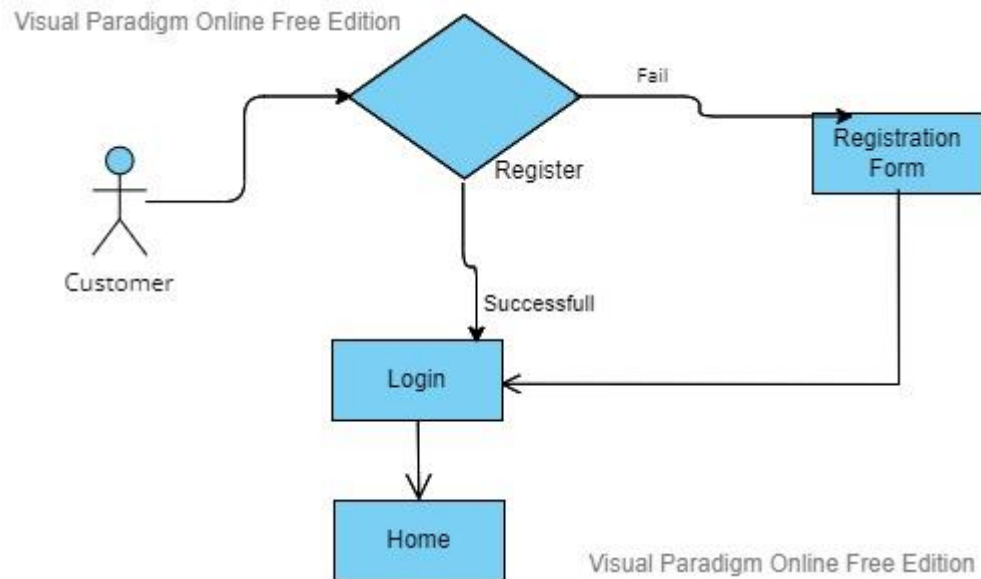 Visual Paradigm Online Free Edition
Fail
Registration
Form
Register
Customer
Successfull
Login
Home
Visual Paradigm Online Free Edition